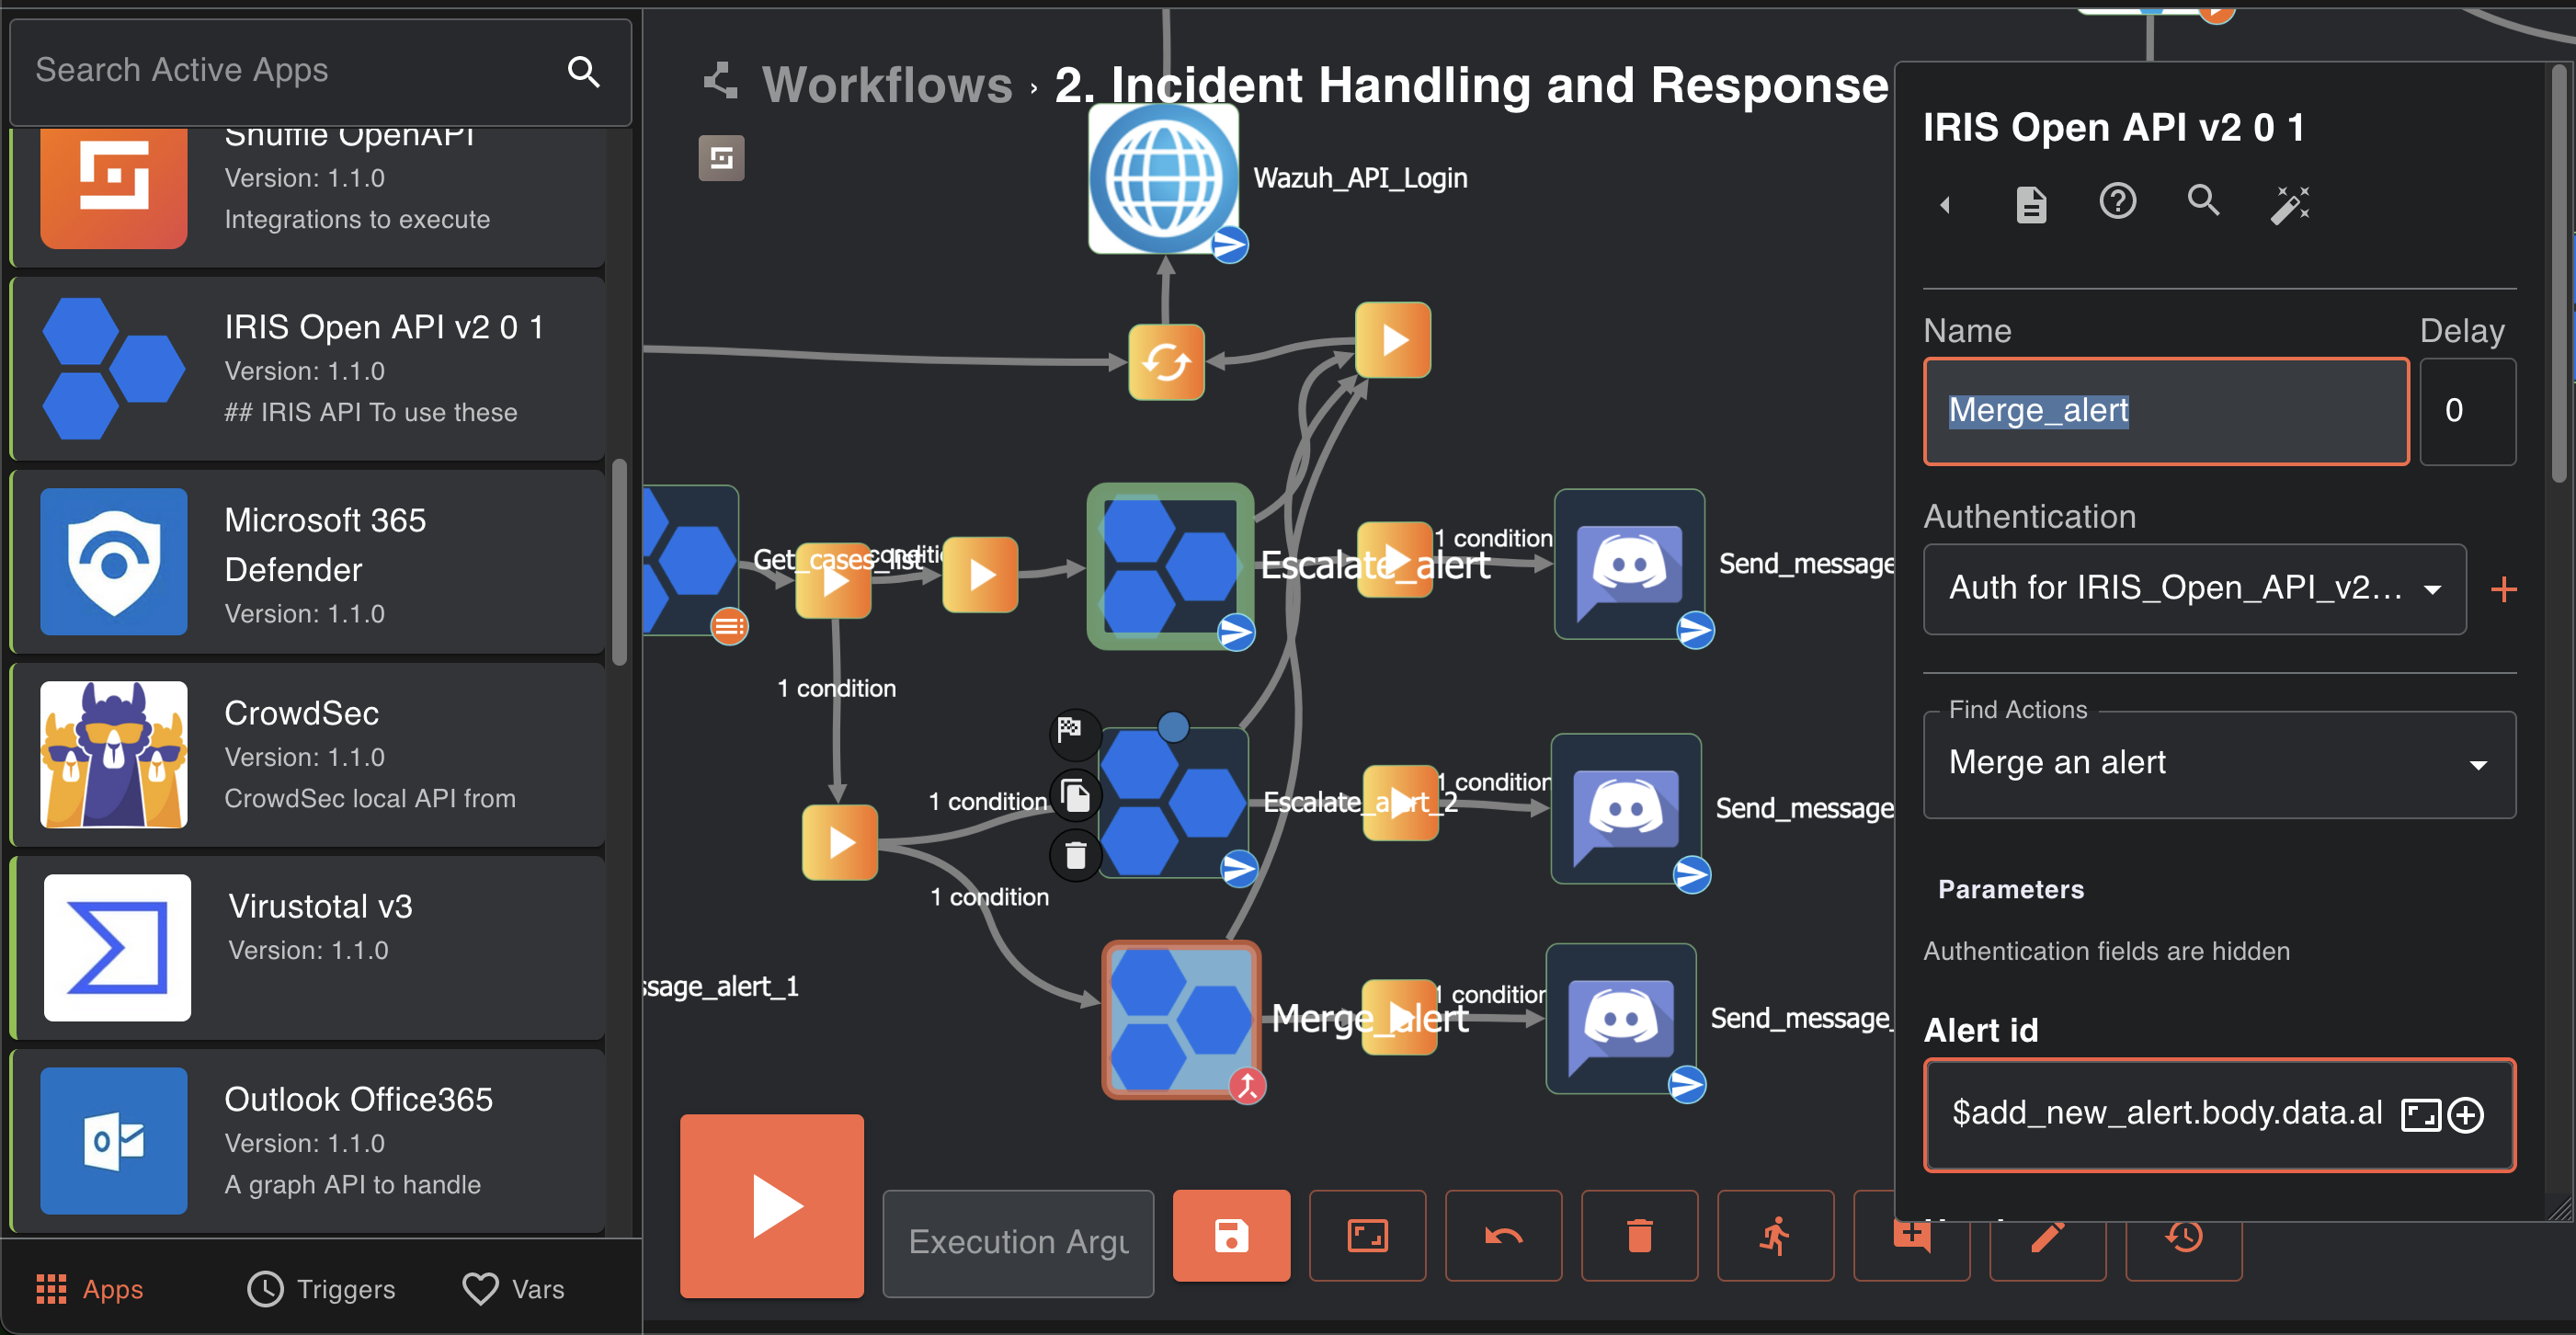 Search Active Apps
Shuffle OpenAPI
Version: 1.1.0
Integrations to execute
IRIS Open API v2 0 1
Version: 1.1.0
## IRIS API To use these
Microsoft 365
Defender
Version: 1.1.0
CrowdSec
Version: 1.1.0
CrowdSec local API from
Virustotal v3
Version: 1.1.0
Outlook Office365
Version: 1.1.0
A graph API to handle
Apps
Triggers
Vars
Workflows › 2. Incident Handling and Response
Wazuh_API_Login
Get_cases_list
conditi
Escalate_alert
1 condition
Send_message
1 condition
1 condition
Escalate_alert_2
1 condition
Send_message
1 condition
ssage_alert_1
Merge_alert
1 condition
Send_message_
Execution Argu
IRIS Open API v2 0 1
Name
Delay
Merge_alert
0
Authentication
Auth for IRIS_Open_API_v2...
+
Find Actions
Merge an alert
Parameters
Authentication fields are hidden
Alert id
$add_new_alert.body.data.al